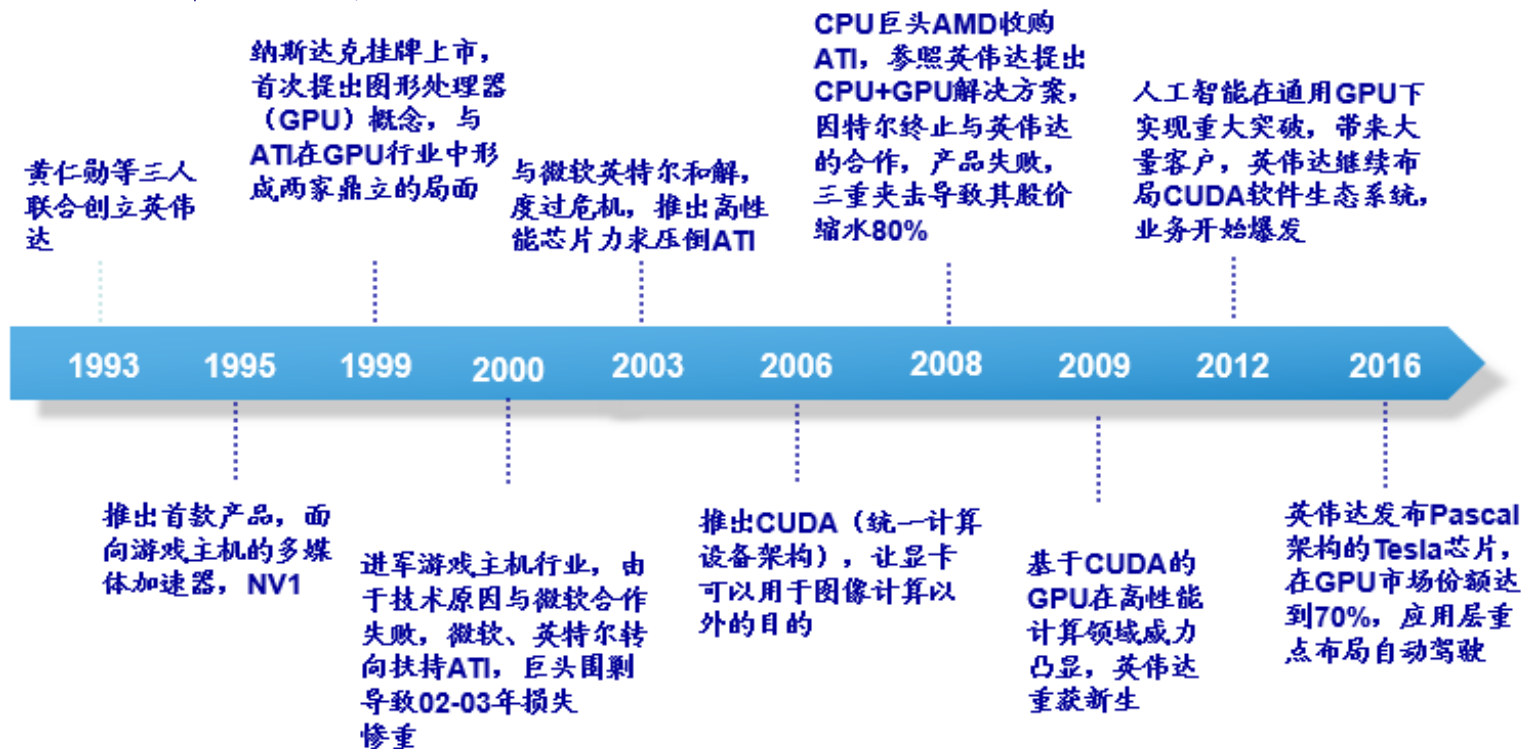 黄仁勋等三人
联合创立英伟
达
纳斯达克挂牌上市，
首次提出图形处理器
（GPU）概念，与
ATI在GPU行业中形
成两家鼎立的局面
与微软英特尔和解，
度过危机，推出高性
能芯片力求压倒ATI
CPU巨头AMD收购
ATI，参照英伟达提出
CPU+GPU解决方案，
因特尔终止与英伟达
的合作，产品失败，
三重夹击导致其股价
缩水80%
人工智能在通用GPU下
实现重大突破，带来大
量客户，英伟达继续布
局CUDA软件生态系统，
业务开始爆发
1993 1995 1999 2000 2003 2006 2008 2009 2012 2016
推出首款产品，面
向游戏主机的多媒
体加速器，NV1
进军游戏主机行业，由
于技术原因与微软合作
失败，微软、英特尔转
向扶持ATI，巨头围剿
导致02-03年损失
惨重
推出CUDA（统一计算
设备架构），让显卡
可以用于图像计算以
外的目的
基于CUDA的
GPU在高性能
计算领域威力
凸显，英伟达
重获新生
英伟达发布Pascal
架构的Tesla芯片，
在GPU市场份额达
到70%，应用层重
点布局自动驾驶